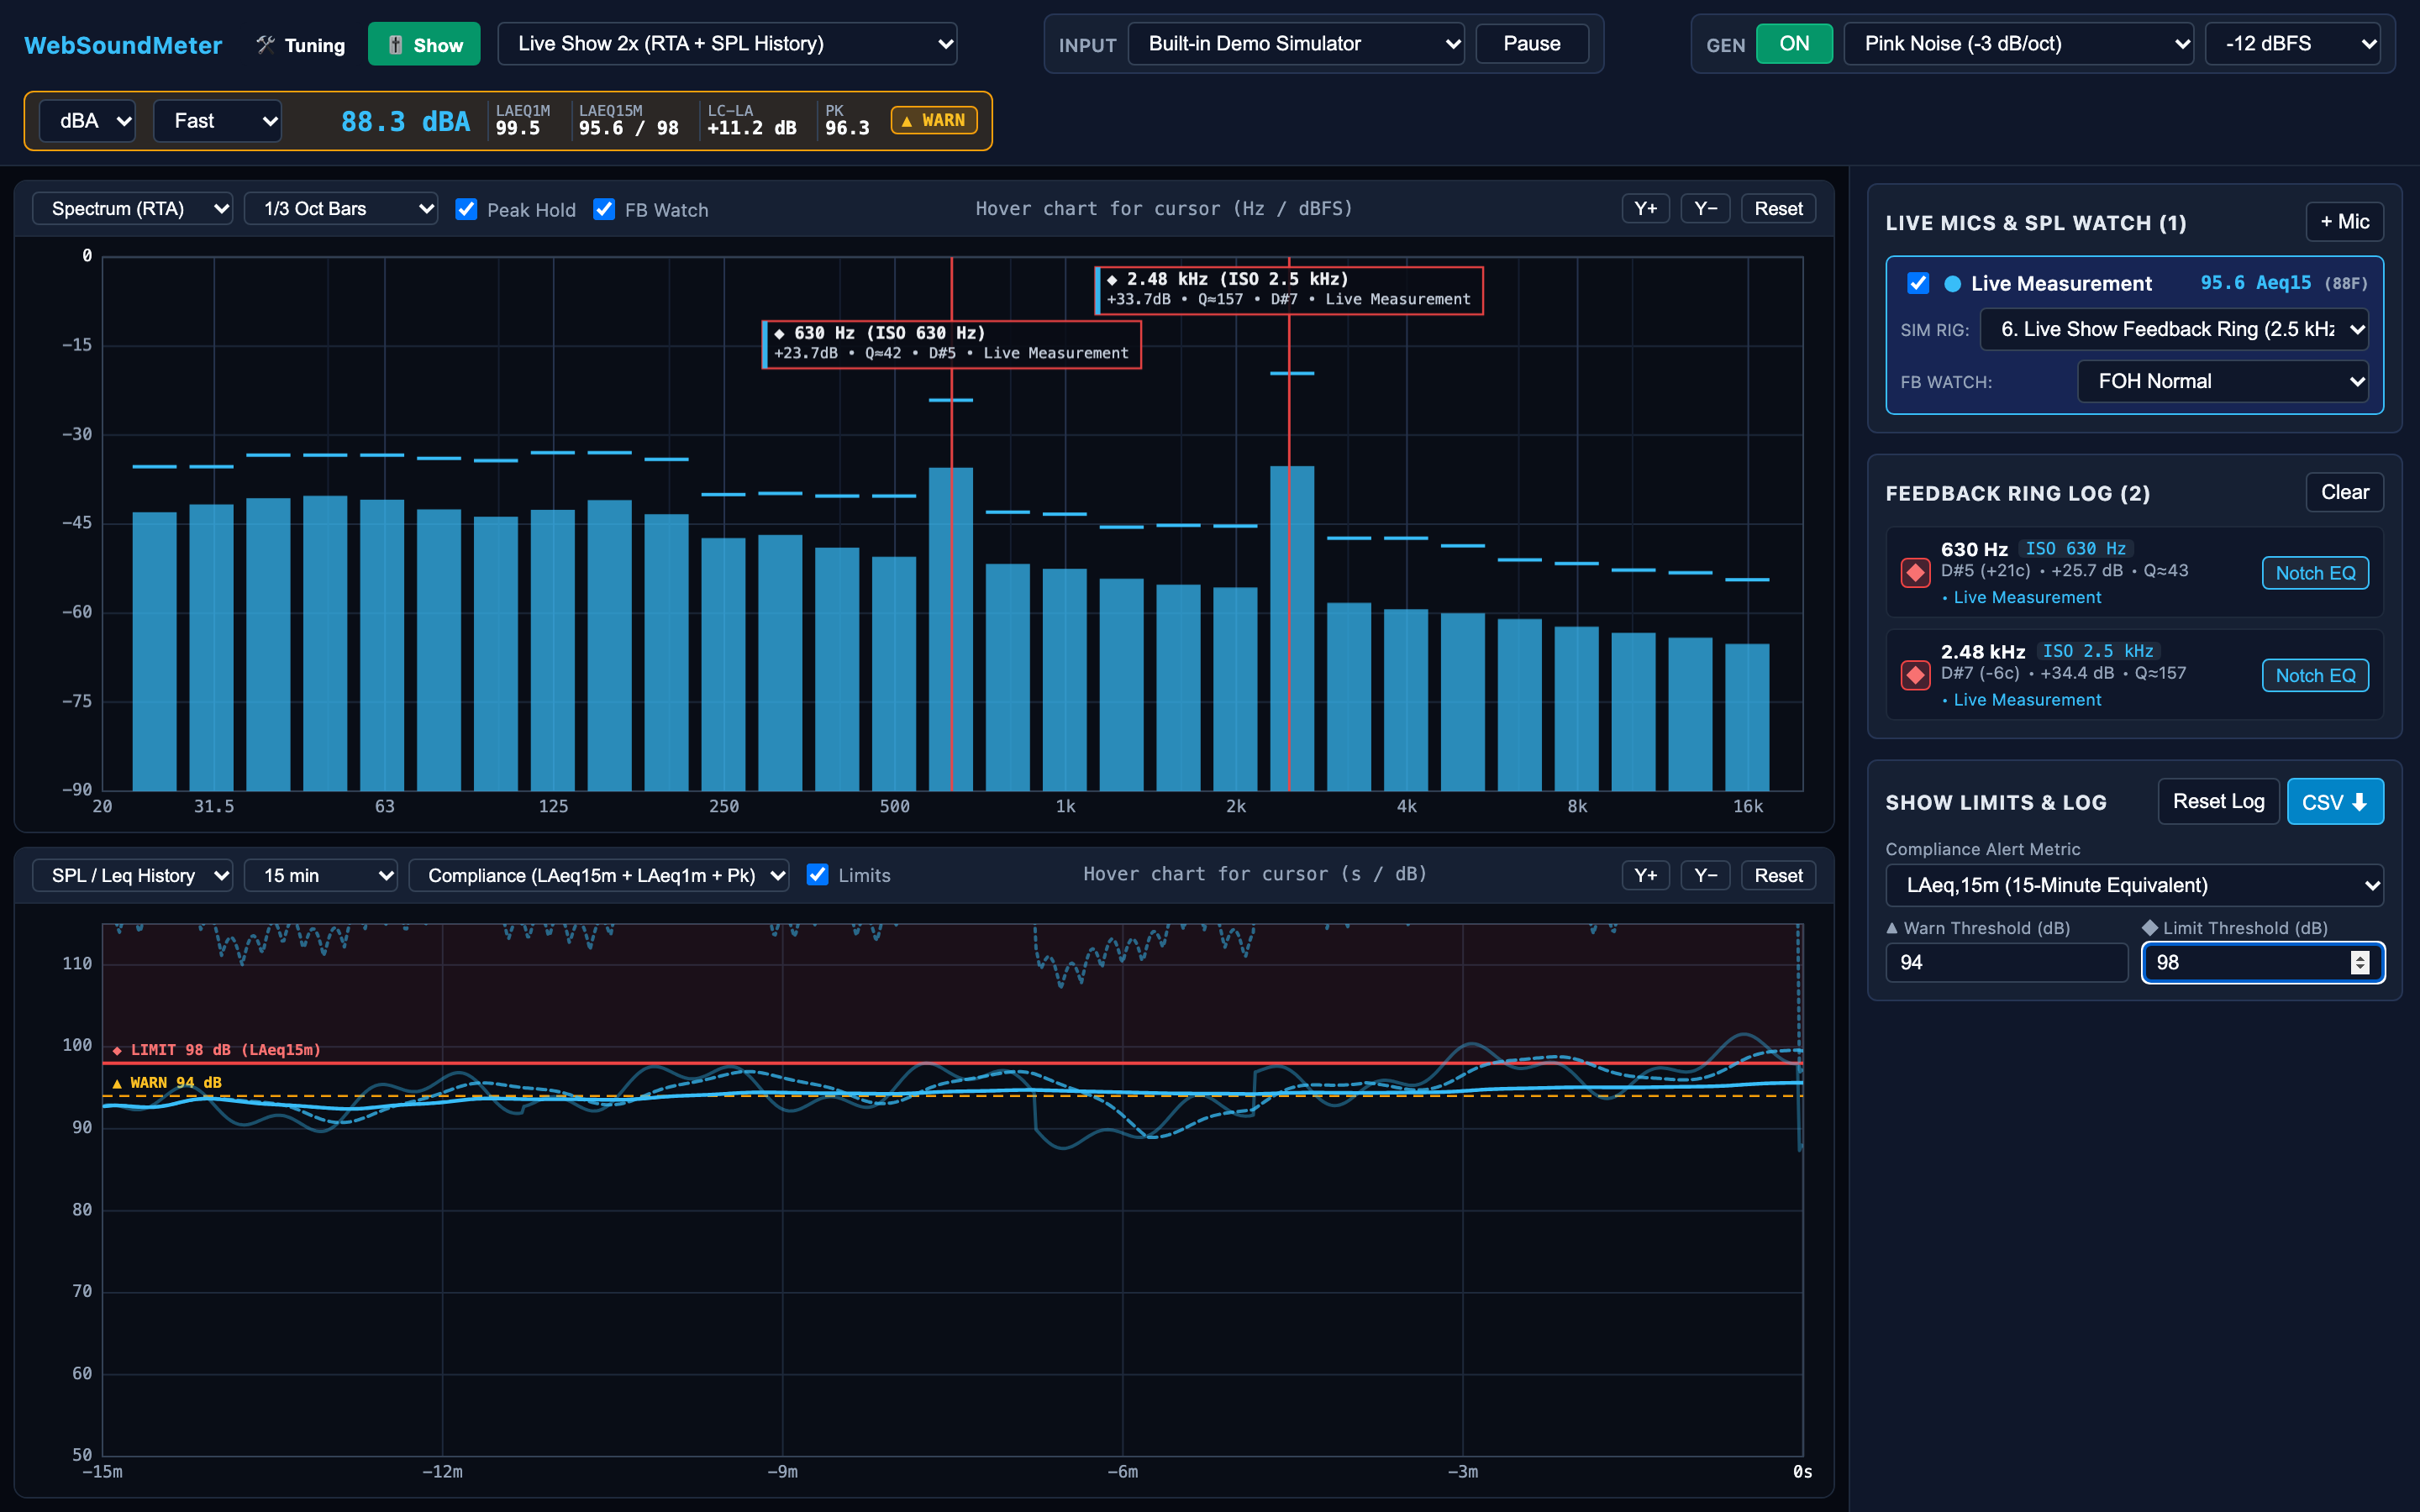 WebSoundMeter
🛠 Tuning
🎚 Show
Live Show 2x (RTA + SPL History)
INPUT
Built-in Demo Simulator
Pause
GEN
ON
Pink Noise (-3 dB/oct)
-12 dBFS
dBA
Fast
88.3 dBA
LAEQ1M
99.5
LAEQ15M
95.6 / 98
LC−LA
+11.2 dB
PK
96.3
▲ WARN
Spectrum (RTA)
1/3 Oct Bars
Peak Hold
FB Watch
Hover chart for cursor (Hz / dBFS)
Y+
Y−
Reset
0
−15
−30
−45
−60
−75
−90
◆ 2.48 kHz (ISO 2.5 kHz)
+33.7dB • Q≈157 • D#7 • Live Measurement
◆ 630 Hz (ISO 630 Hz)
+23.7dB • Q≈42 • D#5 • Live Measurement
20
31.5
63
125
250
500
1k
2k
4k
8k
16k
SPL / Leq History
15 min
Compliance (LAeq15m + LAeq1m + Pk)
Limits
Hover chart for cursor (s / dB)
Y+
Y−
Reset
110
100
90
80
70
60
50
◆ LIMIT 98 dB (LAeq15m)
▲ WARN 94 dB
−15m
−12m
−9m
−6m
−3m
0s
LIVE MICS & SPL WATCH (1)
+ Mic
Live Measurement
95.6 Aeq15 (88F)
SIM RIG:
6. Live Show Feedback Ring (2.5 kHz
FB WATCH:
FOH Normal
FEEDBACK RING LOG (2)
Clear
630 Hz ISO 630 Hz
D#5 (+21c) • +25.7 dB • Q≈43
• Live Measurement
Notch EQ
2.48 kHz ISO 2.5 kHz
D#7 (-6c) • +34.4 dB • Q≈157
• Live Measurement
Notch EQ
SHOW LIMITS & LOG
Reset Log
CSV ⬇
Compliance Alert Metric
LAeq,15m (15-Minute Equivalent)
▲ Warn Threshold (dB)
94
◆ Limit Threshold (dB)
98